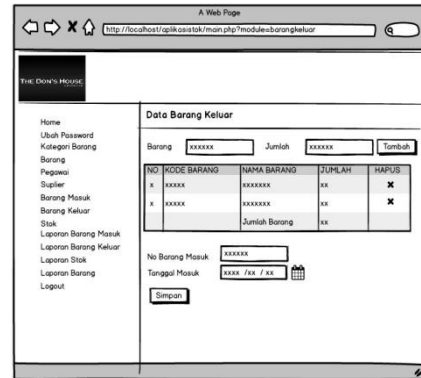 A Web Page
http://localhost/aplikasistok/main.php?module=barangkeluar
THE DON'S HOUSE
Data Barang Keluar
Home
Ubah Password
Kategori Barang
Barang
Pegawai
Suplier
Barang Masuk
Barang Keluar
Stok
Laporan Barang Masuk
Laporan Barang Keluar
Laporan Stok
Laporan Barang
Logout
Barang xxxxxx Jumlah xxxxxx Tambah
NO KODE BARANG NAMA BARANG JUMLAH HAPUS
x xxxxx xxxxxxx xx X
x xxxxx xxxxxxx xx X
Jumlah Barang xx
No Barang Masuk xxxxxx
Tanggal Masuk xxxx /xx / xx
Simpan